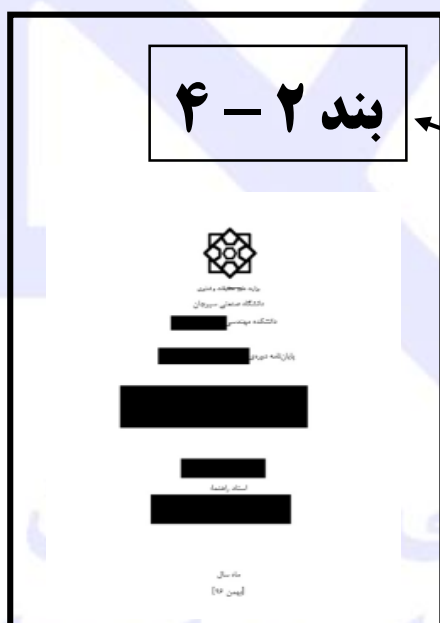 بند ۲ – ۴
وزارت علوم تحقیقات و فناوری
دانشگاه صنعتی سیرجان
دانشکده مهندسی
پایان‌نامه دوره‌ی
استاد راهنما:
ماه سال
[بهمن ۹۶]